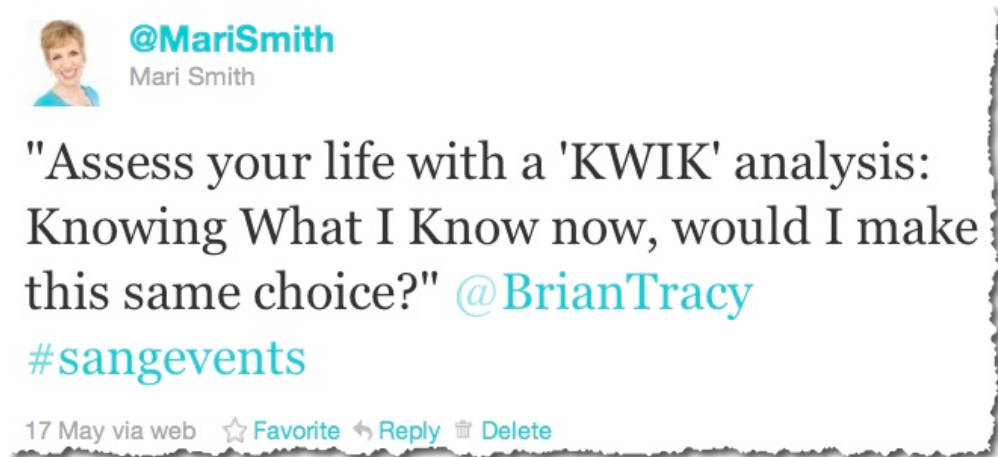 @MariSmith
Mari Smith
"Assess your life with a 'KWIK' analysis:
Knowing What I Know now, would I make
this same choice?" @BrianTracy
#sangevents
17 May via web Favorite Reply Delete